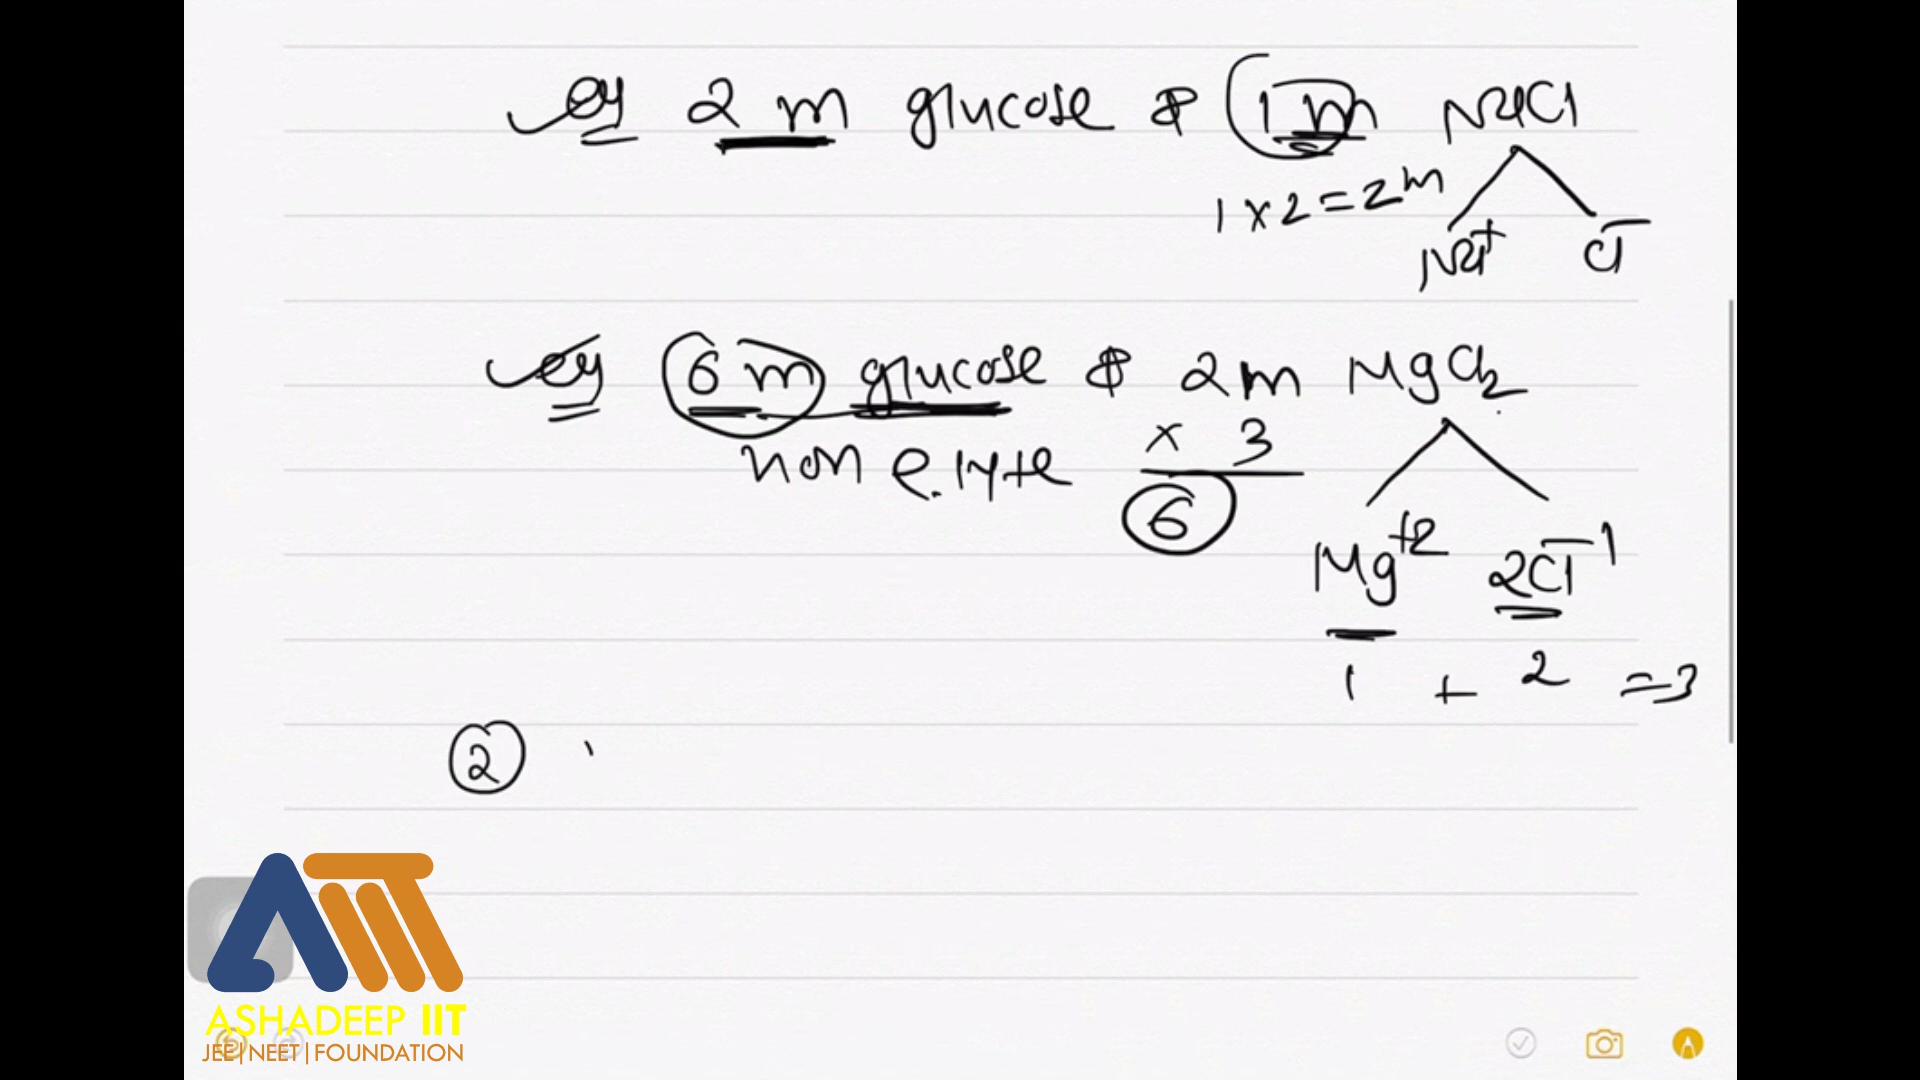 eg 2 m glucose & 1 m NaCl
1 x 2 = 2m
Na+ Cl-
eg 6 m glucose & 2 m MgCl2
non e.lyte x 3
6
Mg+2 2Cl-1
1 + 2 = 3
2
ASHADEEP IIT
JEE|NEET|FOUNDATION